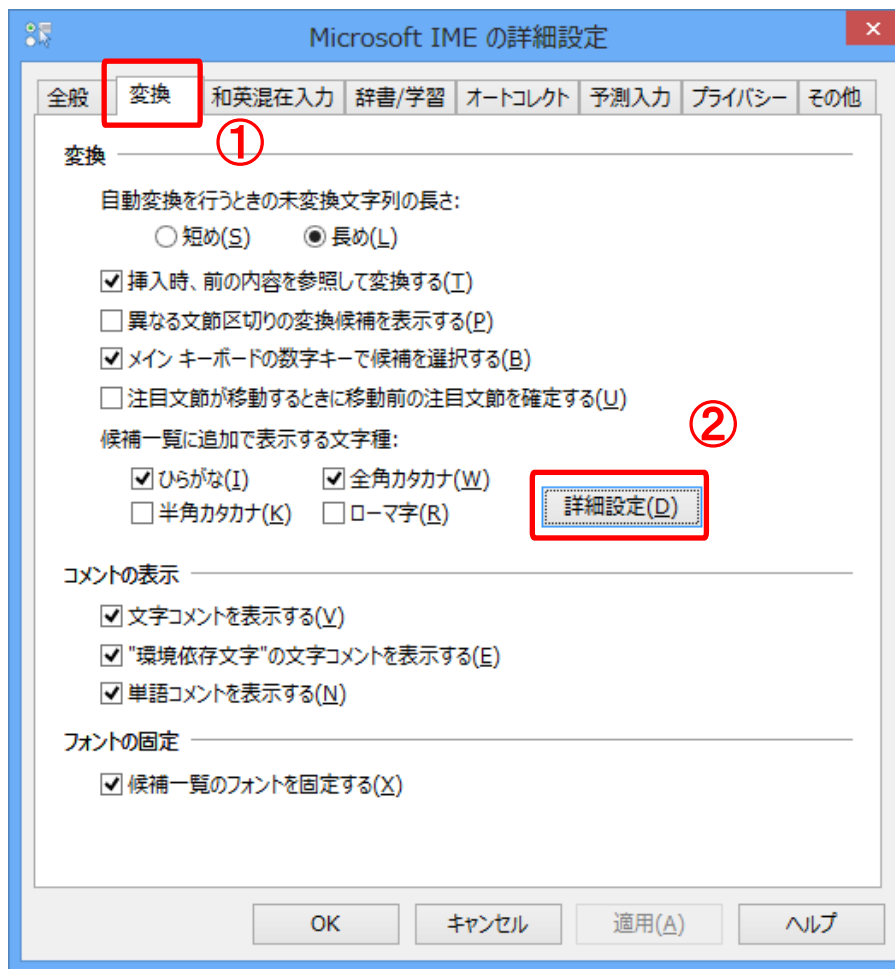 Microsoft IME の詳細設定
全般 変換 和英混在入力 辞書/学習 オートコレクト 予測入力 プライバシー その他
①
変換
自動変換を行うときの未変換文字列の長さ:
短め(S) 長め(L)
挿入時、前の内容を参照して変換する(T)
異なる文節区切りの変換候補を表示する(P)
メイン キーボードの数字キーで候補を選択する(B)
注目文節が移動するときに移動前の注目文節を確定する(U)
②
候補一覧に追加で表示する文字種:
ひらがな(I) 全角カタカナ(W)
半角カタカナ(K) ローマ字(R)
詳細設定(D)
コメントの表示
文字コメントを表示する(V)
"環境依存文字"の文字コメントを表示する(E)
単語コメントを表示する(N)
フォントの固定
候補一覧のフォントを固定する(X)
OK キャンセル 適用(A) ヘルプ